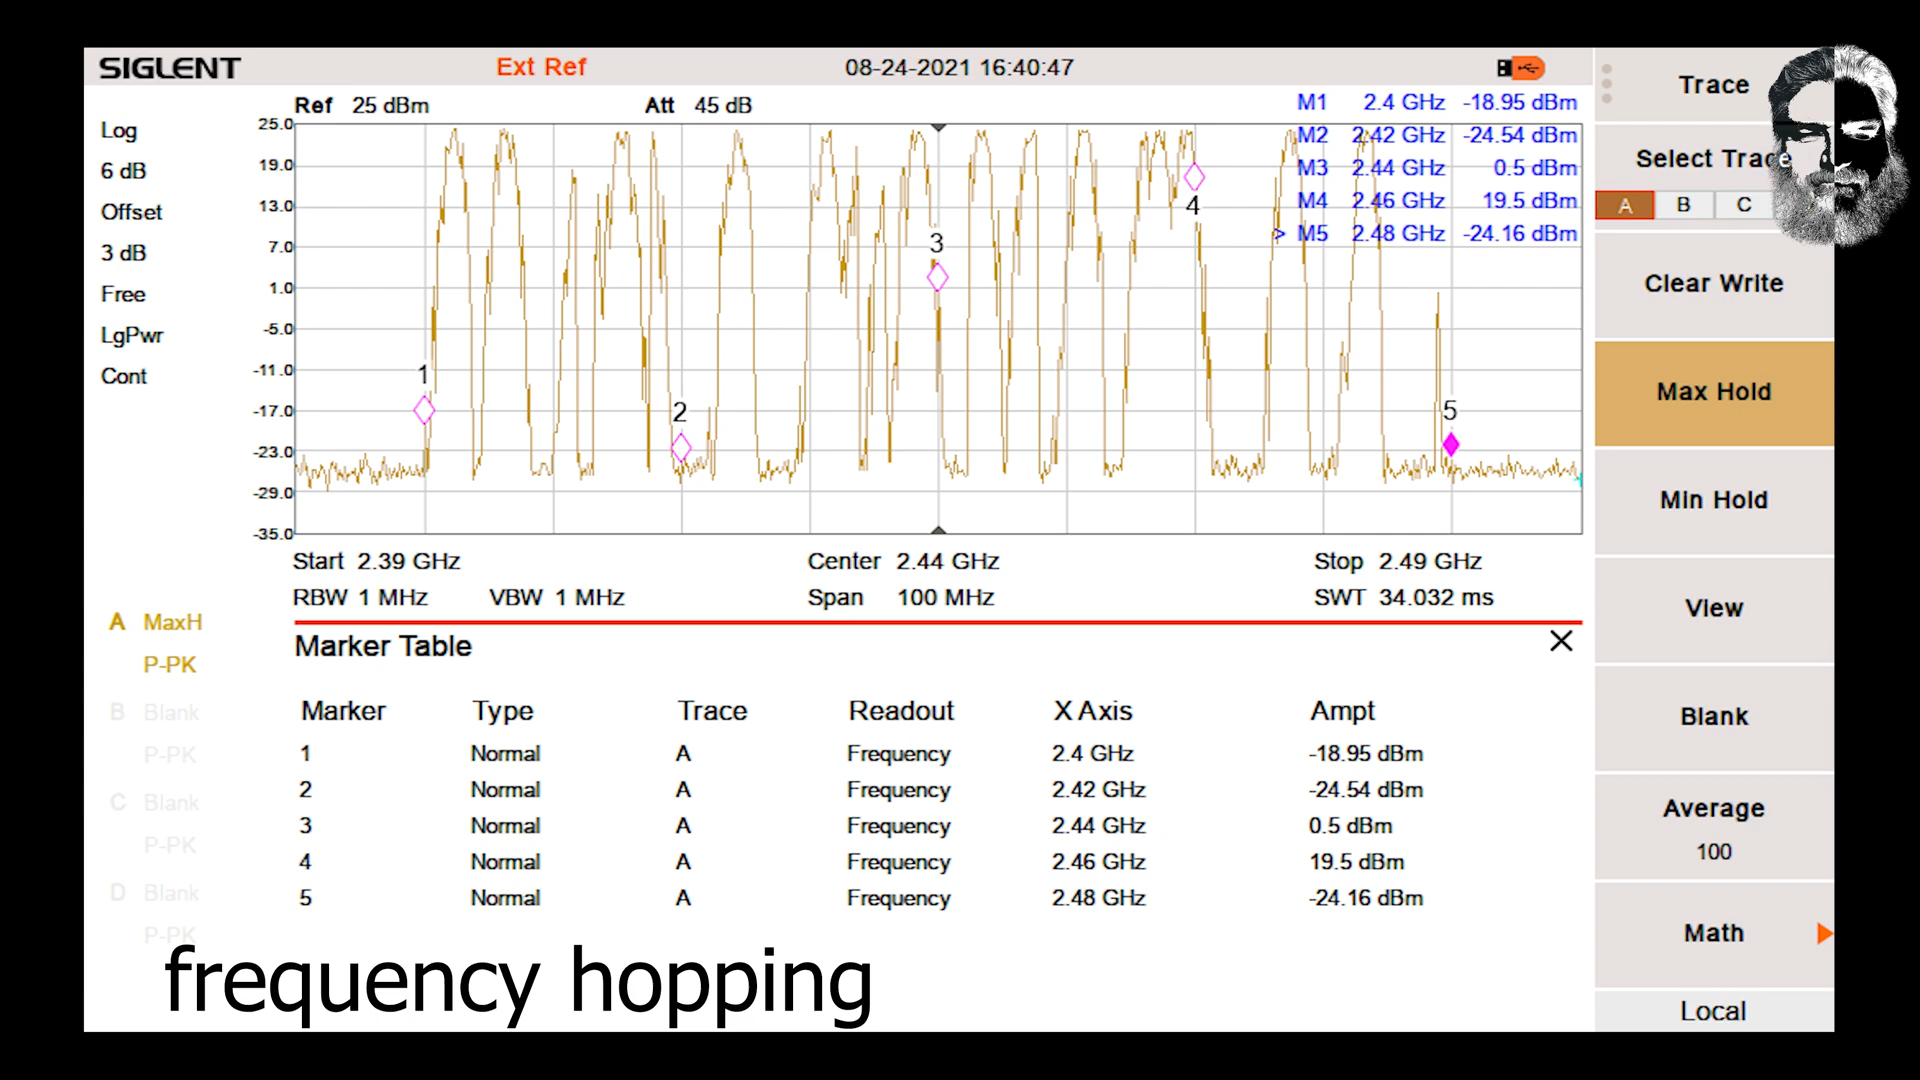 SIGLENT
Ext Ref
08-24-2021 16:40:47
Trace
Ref 25 dBm
Att 45 dB
M1 2.4 GHz -18.95 dBm
M2 2.42 GHz -24.54 dBm
M3 2.44 GHz 0.5 dBm
M4 2.46 GHz 19.5 dBm
> M5 2.48 GHz -24.16 dBm
Log
6 dB
Offset
3 dB
Free
LgPwr
Cont
25.0
19.0
13.0
7.0
1.0
-5.0
-11.0
-17.0
-23.0
-29.0
-35.0
1
2
3
4
5
Start 2.39 GHz
Center 2.44 GHz
Stop 2.49 GHz
RBW 1 MHz
VBW 1 MHz
Span 100 MHz
SWT 34.032 ms
A MaxH
P-PK
B Blank
P-PK
C Blank
P-PK
D Blank
P-PK
Marker Table
Marker Type Trace Readout X Axis Ampt
1 Normal A Frequency 2.4 GHz -18.95 dBm
2 Normal A Frequency 2.42 GHz -24.54 dBm
3 Normal A Frequency 2.44 GHz 0.5 dBm
4 Normal A Frequency 2.46 GHz 19.5 dBm
5 Normal A Frequency 2.48 GHz -24.16 dBm
Select Trace
A B C
Clear Write
Max Hold
Min Hold
View
Blank
Average
100
Math
Local
frequency hopping